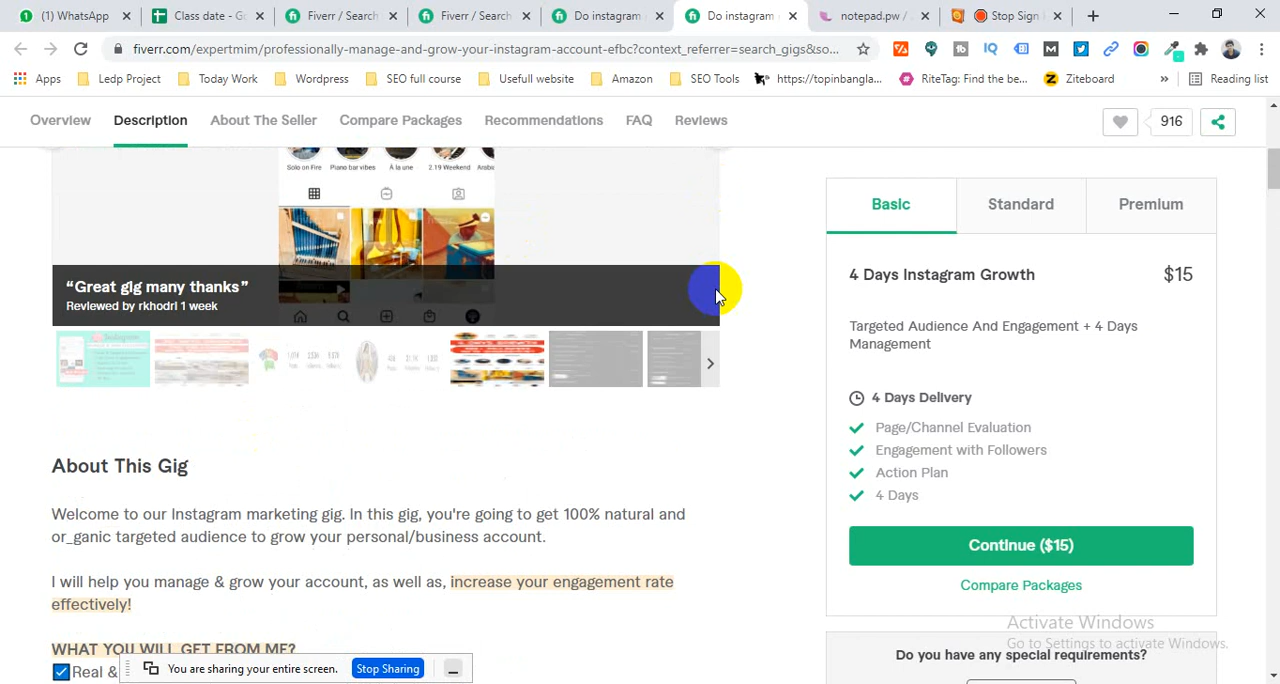 (1) WhatsApp
Class date - Go
Fiverr / Search
Fiverr / Search
Do instagram
Do instagram
notepad.pw /
Stop Sign
fiverr.com/expertmim/professionally-manage-and-grow-your-instagram-account-efbc?context_referrer=search_gigs&so...
Apps
Ledp Project
Today Work
Wordpress
SEO full course
Usefull website
Amazon
SEO Tools
https://topinbangla...
RiteTag: Find the be...
Ziteboard
»
Reading list
Overview
Description
About The Seller
Compare Packages
Recommendations
FAQ
Reviews
916
Solo on Fire
Piano bar vibes
À la une
2.19 Weekend
“Great gig many thanks”
Reviewed by rkhodrl 1 week
Basic
Standard
Premium
4 Days Instagram Growth
$15
Targeted Audience And Engagement + 4 Days
Management
4 Days Delivery
Page/Channel Evaluation
Engagement with Followers
Action Plan
4 Days
Continue ($15)
Compare Packages
About This Gig
Welcome to our Instagram marketing gig. In this gig, you're going to get 100% natural and
or_ganic targeted audience to grow your personal/business account.
I will help you manage & grow your account, as well as, increase your engagement rate
effectively!
WHAT YOU WILL GET FROM ME?
Real &
You are sharing your entire screen.
Stop Sharing
Activate Windows
Go to Settings to activate Windows.
Do you have any special requirements?